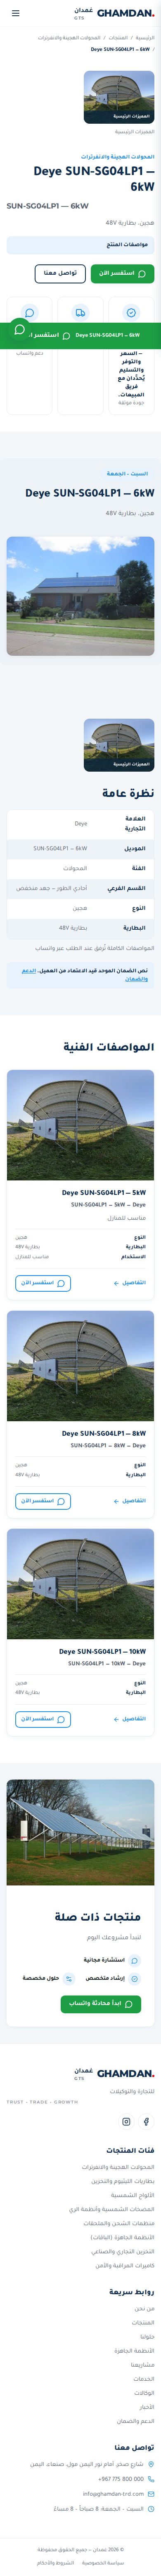 غمدان
GTS
GHAMDAN.
الرئيسية / المنتجات / المحولات الهجينة والانفرترات
/ Deye SUN-SG04LP1 — 6kW
الميزات الرئيسية
الميزات الرئيسية
المحولات الهجينة والانفرترات
Deye SUN-SG04LP1 — 6kW
SUN-SG04LP1 — 6kW
هجين، بطارية 48V
مواصفات المنتج
استفسر الآن
تواصل معنا
Deye SUN-SG04LP1 — 6kW
— السعر والتوفر والتسليم يُحدَّدان مع فريق المبيعات.
جودة موثقة
دعم واتساب
السبت - الجمعة
Deye SUN-SG04LP1 — 6kW
هجين، بطارية 48V
الميزات الرئيسية
نظرة عامة
العلامة التجارية Deye
الموديل SUN-SG04LP1 — 6kW
الفئة المحولات
القسم الفرعي أحادي الطور — جهد منخفض
النوع هجين
البطارية بطارية 48V
المواصفات الكاملة تُرفق عند الطلب عبر واتساب
نص الضمان الموحد قيد الاعتماد من العميل. الدعم والضمان
المواصفات الفنية
Deye SUN-SG04LP1 — 5kW
SUN-SG04LP1 — 5kW — Deye
مناسب للمنازل
النوع هجين
البطارية بطارية 48V
الاستخدام مناسب للمنازل
التفاصيل
استفسر الآن
Deye SUN-SG04LP1 — 8kW
SUN-SG04LP1 — 8kW — Deye
النوع هجين
البطارية بطارية 48V
التفاصيل
استفسر الآن
Deye SUN-SG04LP1 — 10kW
SUN-SG04LP1 — 10kW — Deye
النوع هجين
البطارية بطارية 48V
التفاصيل
استفسر الآن
منتجات ذات صلة
لنبدأ مشروعك اليوم
استشارة مجانية
إرشاد متخصص
حلول مخصصة
ابدأ محادثة واتساب
غمدان
GTS
GHAMDAN.
للتجارة والتوكيلات
TRUST · TRADE · GROWTH
فئات المنتجات
المحولات الهجينة والانفرترات
بطاريات الليثيوم والتخزين
الألواح الشمسية
المضخات الشمسية وأنظمة الري
منظمات الشحن والملحقات
الأنظمة الجاهزة (الباقات)
التخزين التجاري والصناعي
كاميرات المراقبة والأمن
روابط سريعة
من نحن
المنتجات
حلولنا
الأنظمة الجاهزة
مشاريعنا
الخدمات
الوكالات
الأخبار
الدعم والضمان
تواصل معنا
شارع صخر، أمام نور اليمن مول، صنعاء، اليمن
+967 775 800 000
info@ghamdan-trd.com
السبت – الجمعة: 8 صباحاً – 8 مساءً
© 2026 غمدان — جميع الحقوق محفوظة
سياسة الخصوصية الشروط والأحكام